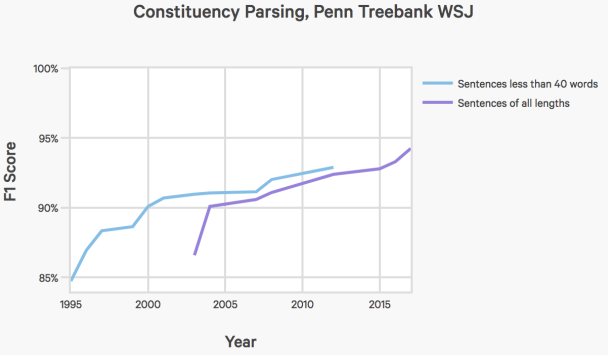 Constituency Parsing, Penn Treebank WSJ
100%
95%
90%
85%
F1 Score
1995
2000
2005
2010
2015
Year
Sentences less than 40 words
Sentences of all lengths